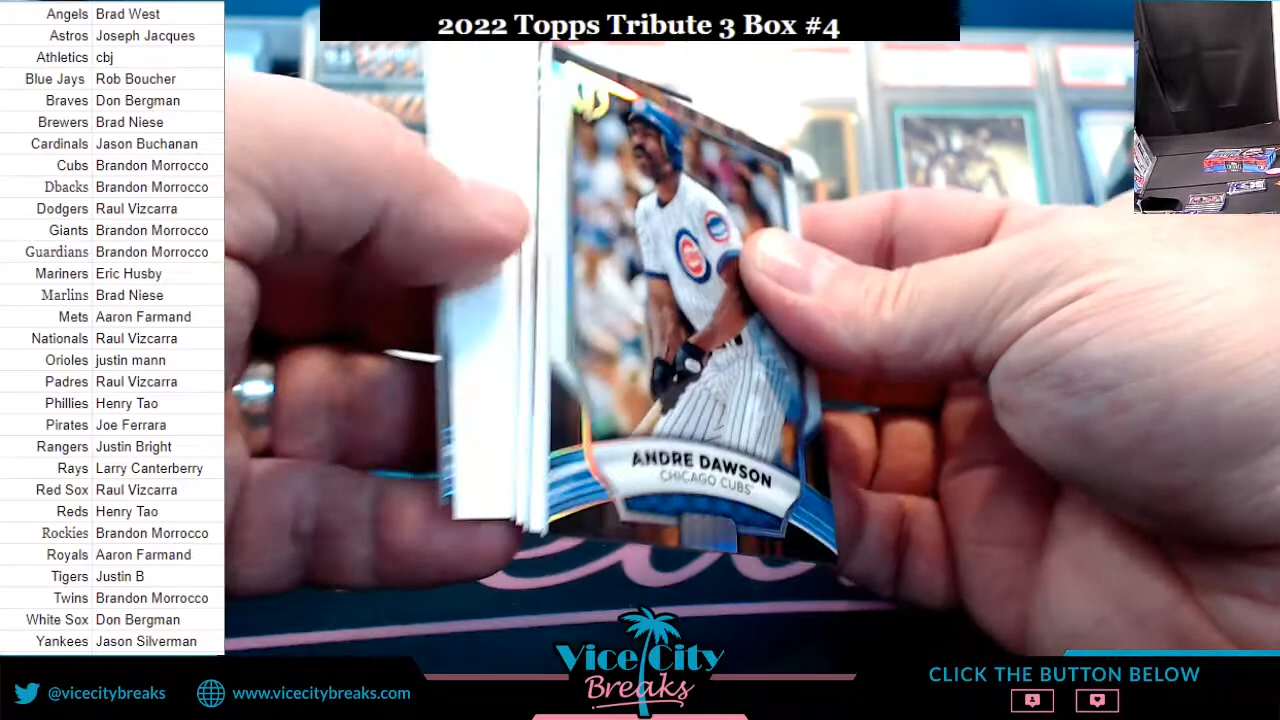 2022 Topps Tribute 3 Box #4
Angels Brad West
Astros Joseph Jacques
Athletics cbj
Blue Jays Rob Boucher
Braves Don Bergman
Brewers Brad Niese
Cardinals Jason Buchanan
Cubs Brandon Morrocco
Dbacks Brandon Morrocco
Dodgers Raul Vizcarra
Giants Brandon Morrocco
Guardians Brandon Morrocco
Mariners Eric Husby
Marlins Brad Niese
Mets Aaron Farmand
Nationals Raul Vizcarra
Orioles justin mann
Padres Raul Vizcarra
Phillies Henry Tao
Pirates Joe Ferrara
Rangers Justin Bright
Rays Larry Canterberry
Red Sox Raul Vizcarra
Reds Henry Tao
Rockies Brandon Morrocco
Royals Aaron Farmand
Tigers Justin B
Twins Brandon Morrocco
White Sox Don Bergman
Yankees Jason Silverman
ANDRE DAWSON
CHICAGO CUBS
Vice City
Breaks
@vicecitybreaks
www.vicecitybreaks.com
CLICK THE BUTTON BELOW